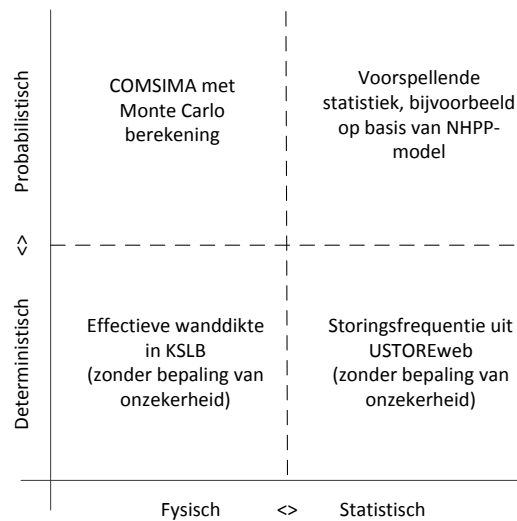 Probabilistisch
<>
Deterministisch
COMSIMA met
Monte Carlo
berekening
Voorspellende
statistiek, bijvoorbeeld
op basis van NHPP-
model
Effectieve wanddikte
in KSLB
(zonder bepaling van
onzekerheid)
Storingsfrequentie uit
USTOREweb
(zonder bepaling van
onzekerheid)
Fysisch <> Statistisch